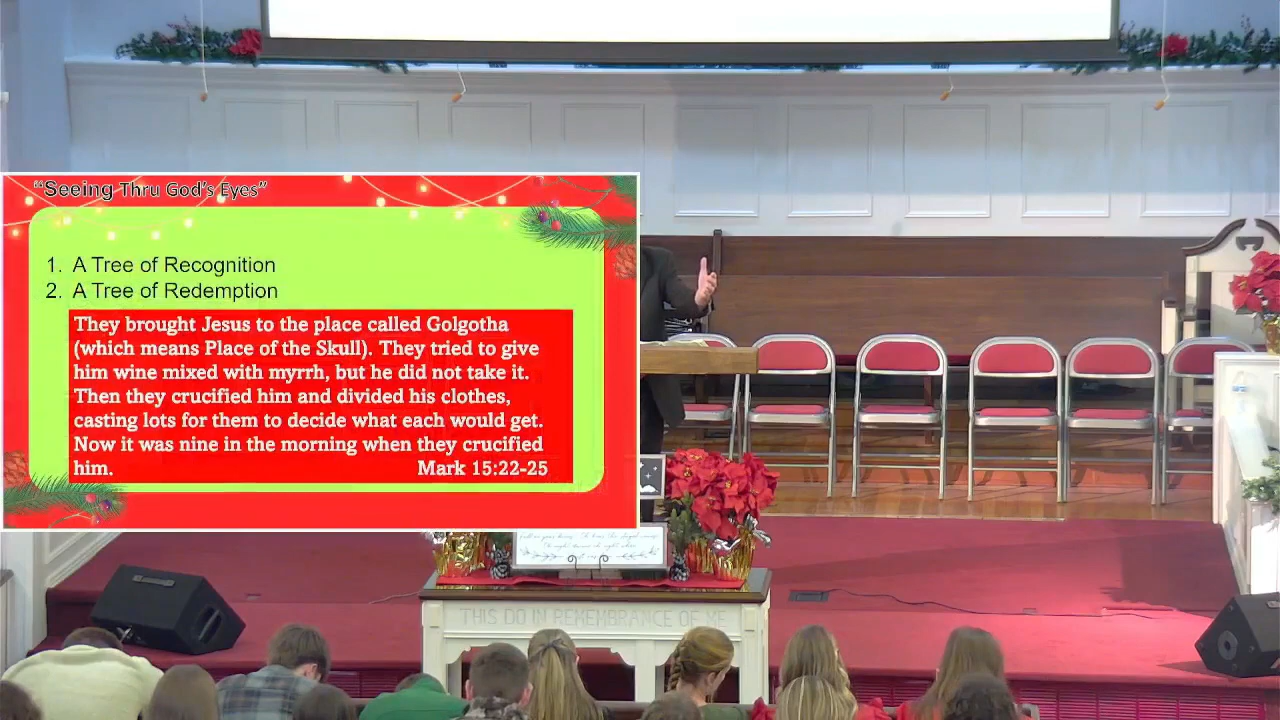 “Seeing Thru God’s Eyes”
1. A Tree of Recognition
2. A Tree of Redemption
They brought Jesus to the place called Golgotha
(which means Place of the Skull). They tried to give
him wine mixed with myrrh, but he did not take it.
Then they crucified him and divided his clothes,
casting lots for them to decide what each would get.
Now it was nine in the morning when they crucified
him. Mark 15:22-25
THIS DO IN REMEMBRANCE OF ME